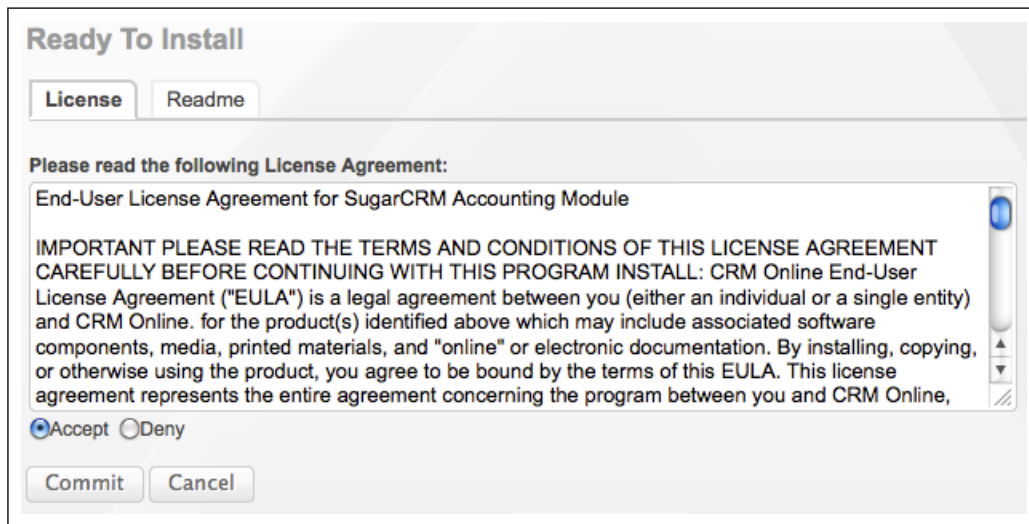 Ready To Install
License Readme
Please read the following License Agreement:
End-User License Agreement for SugarCRM Accounting Module
IMPORTANT PLEASE READ THE TERMS AND CONDITIONS OF THIS LICENSE AGREEMENT
CAREFULLY BEFORE CONTINUING WITH THIS PROGRAM INSTALL: CRM Online End-User
License Agreement ("EULA") is a legal agreement between you (either an individual or a single entity)
and CRM Online. for the product(s) identified above which may include associated software
components, media, printed materials, and "online" or electronic documentation. By installing, copying,
or otherwise using the product, you agree to be bound by the terms of this EULA. This license
agreement represents the entire agreement concerning the program between you and CRM Online,
Accept Deny
Commit Cancel